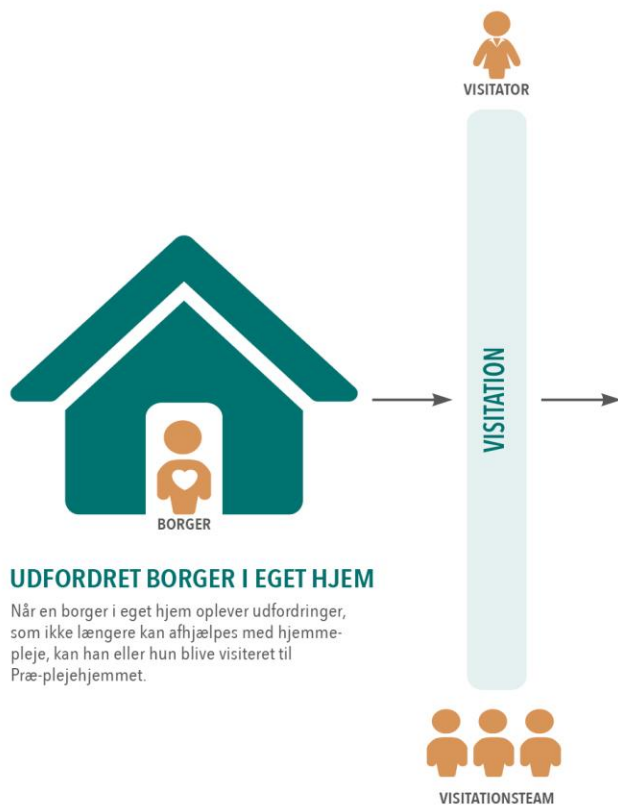 VISITATOR
VISITATION
BORGER
UDFORDRET BORGER I EGET HJEM
Når en borger i eget hjem oplever udfordringer,
som ikke længere kan afhjælpes med hjemme-
pleje, kan han eller hun blive visiteret til
Præ-plejehjemmet.
VISITATIONSTEAM